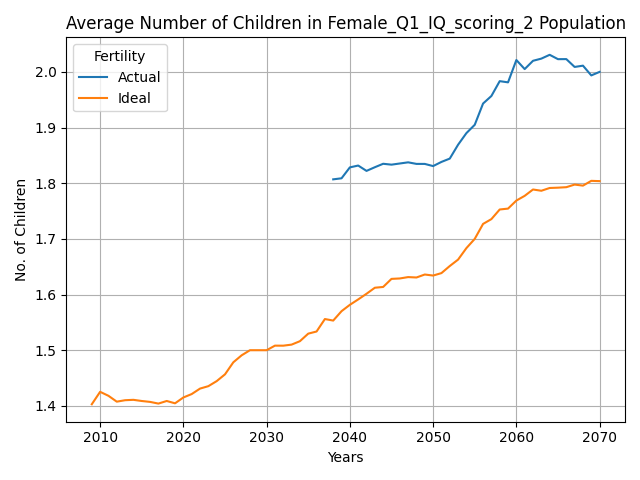 Average Number of Children in Female_Q1_IQ_scoring_2 Population
Fertility
Actual
Ideal
No. of Children
2.0
1.9
1.8
1.7
1.6
1.5
1.4
2010 2020 2030 2040 2050 2060 2070
Years